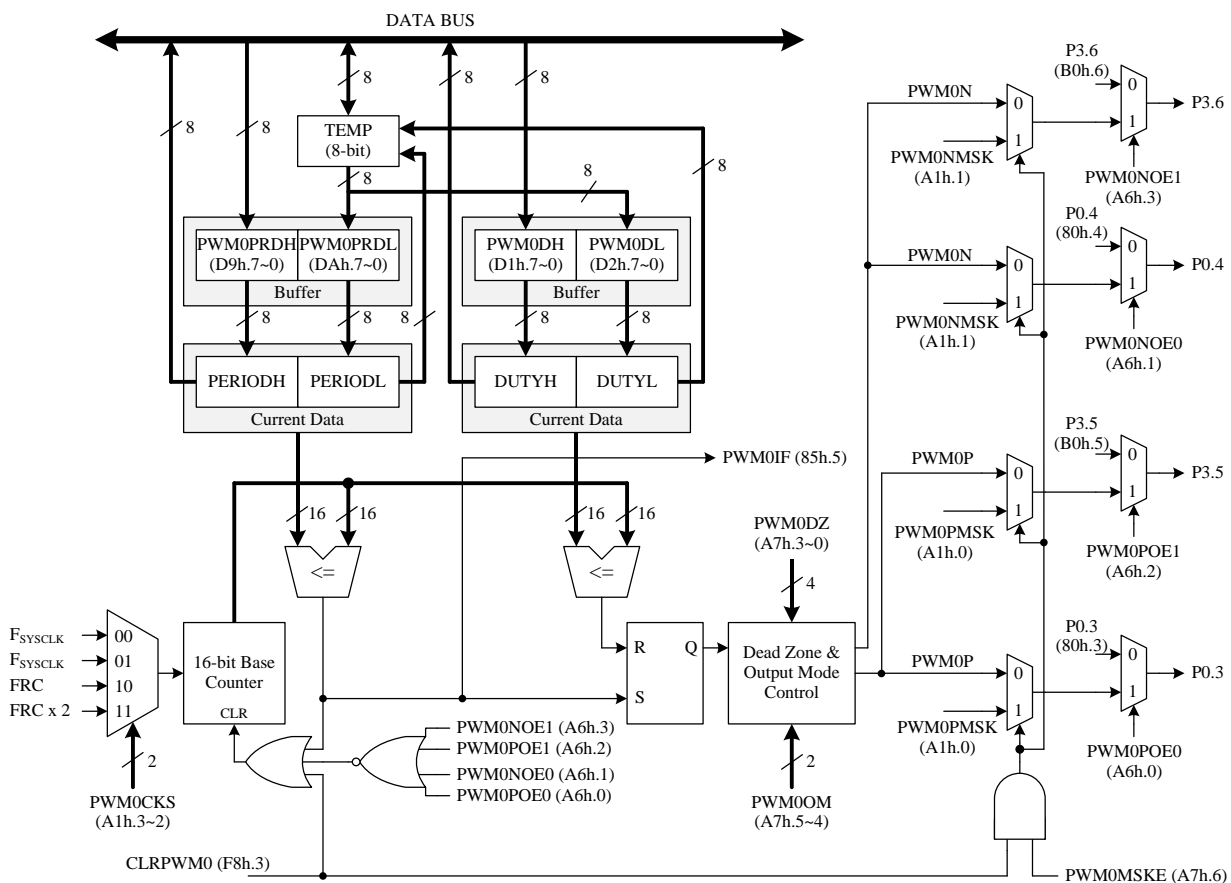 DATA BUS
8
8
8
8
8
TEMP
(8-bit)
8
8
8
8
PWM0PRDH
(D9h.7~0)
PWM0PRDL
(DAh.7~0)
Buffer
PWM0DH
(D1h.7~0)
PWM0DL
(D2h.7~0)
Buffer
8
8
8
8
8
PERIODH
PERIODL
Current Data
DUTYH
DUTYL
Current Data
PWM0IF (85h.5)
16
16
16
16
<=
<=
FSYSCLK
FSYSCLK
FRC
FRC x 2
00
01
10
11
2
PWM0CKS
(A1h.3~2)
16-bit Base
Counter
CLR
PWM0NOE1 (A6h.3)
PWM0POE1 (A6h.2)
PWM0NOE0 (A6h.1)
PWM0POE0 (A6h.0)
CLRPWM0 (F8h.3)
R
S
Q
PWM0DZ
(A7h.3~0)
4
Dead Zone &
Output Mode
Control
2
PWM0OM
(A7h.5~4)
PWM0N
0
1
PWM0NMSK
(A1h.1)
P3.6
(B0h.6)
0
1
P3.6
PWM0NOE1
(A6h.3)
PWM0N
0
1
PWM0NMSK
(A1h.1)
P0.4
(80h.4)
0
1
P0.4
PWM0NOE0
(A6h.1)
PWM0P
0
1
PWM0PMSK
(A1h.0)
P3.5
(B0h.5)
0
1
P3.5
PWM0POE1
(A6h.2)
PWM0P
0
1
PWM0PMSK
(A1h.0)
P0.3
(80h.3)
0
1
P0.3
PWM0POE0
(A6h.0)
PWM0MSKE (A7h.6)